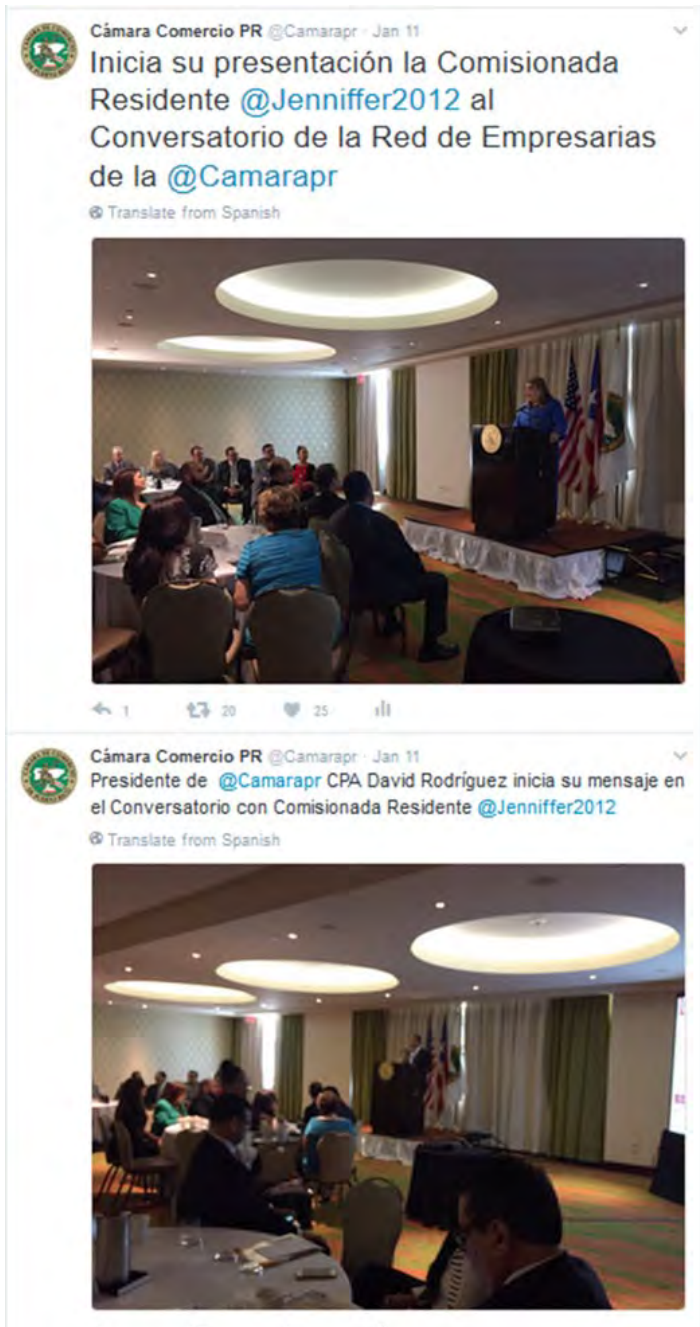 Cámara Comercio PR @Camarapr · Jan 11
Inicia su presentación la Comisionada
Residente @Jenniffer2012 al
Conversatorio de la Red de Empresarias
de la @Camarapr
Translate from Spanish
1 20 25
Cámara Comercio PR @Camarapr · Jan 11
Presidente de @Camarapr CPA David Rodríguez inicia su mensaje en
el Conversatorio con Comisionada Residente @Jenniffer2012
Translate from Spanish